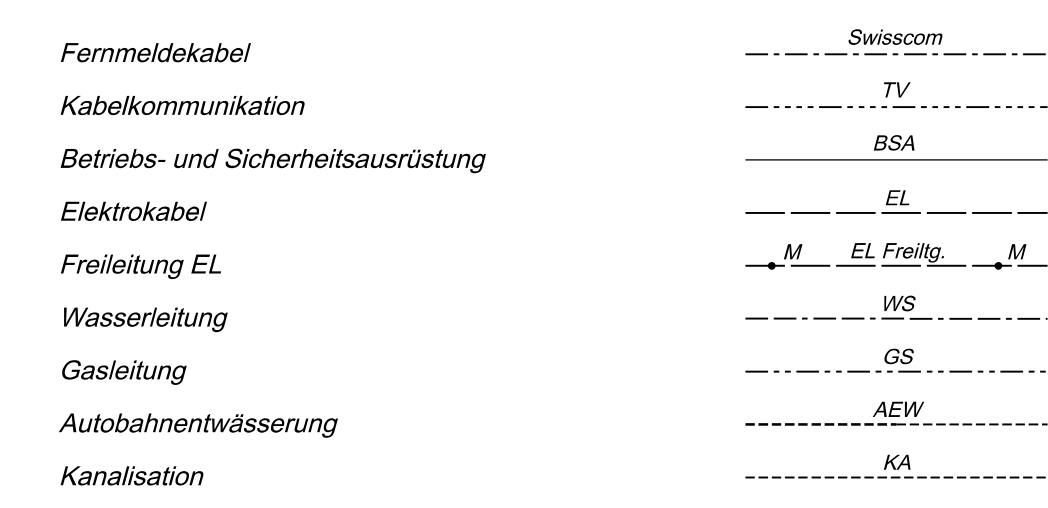 Fernmeldekabel Swisscom
Kabelkommunikation TV
Betriebs- und Sicherheitsausrüstung BSA
Elektrokabel EL
Freileitung EL M EL Freiltg. M
Wasserleitung WS
Gasleitung GS
Autobahnentwässerung AEW
Kanalisation KA